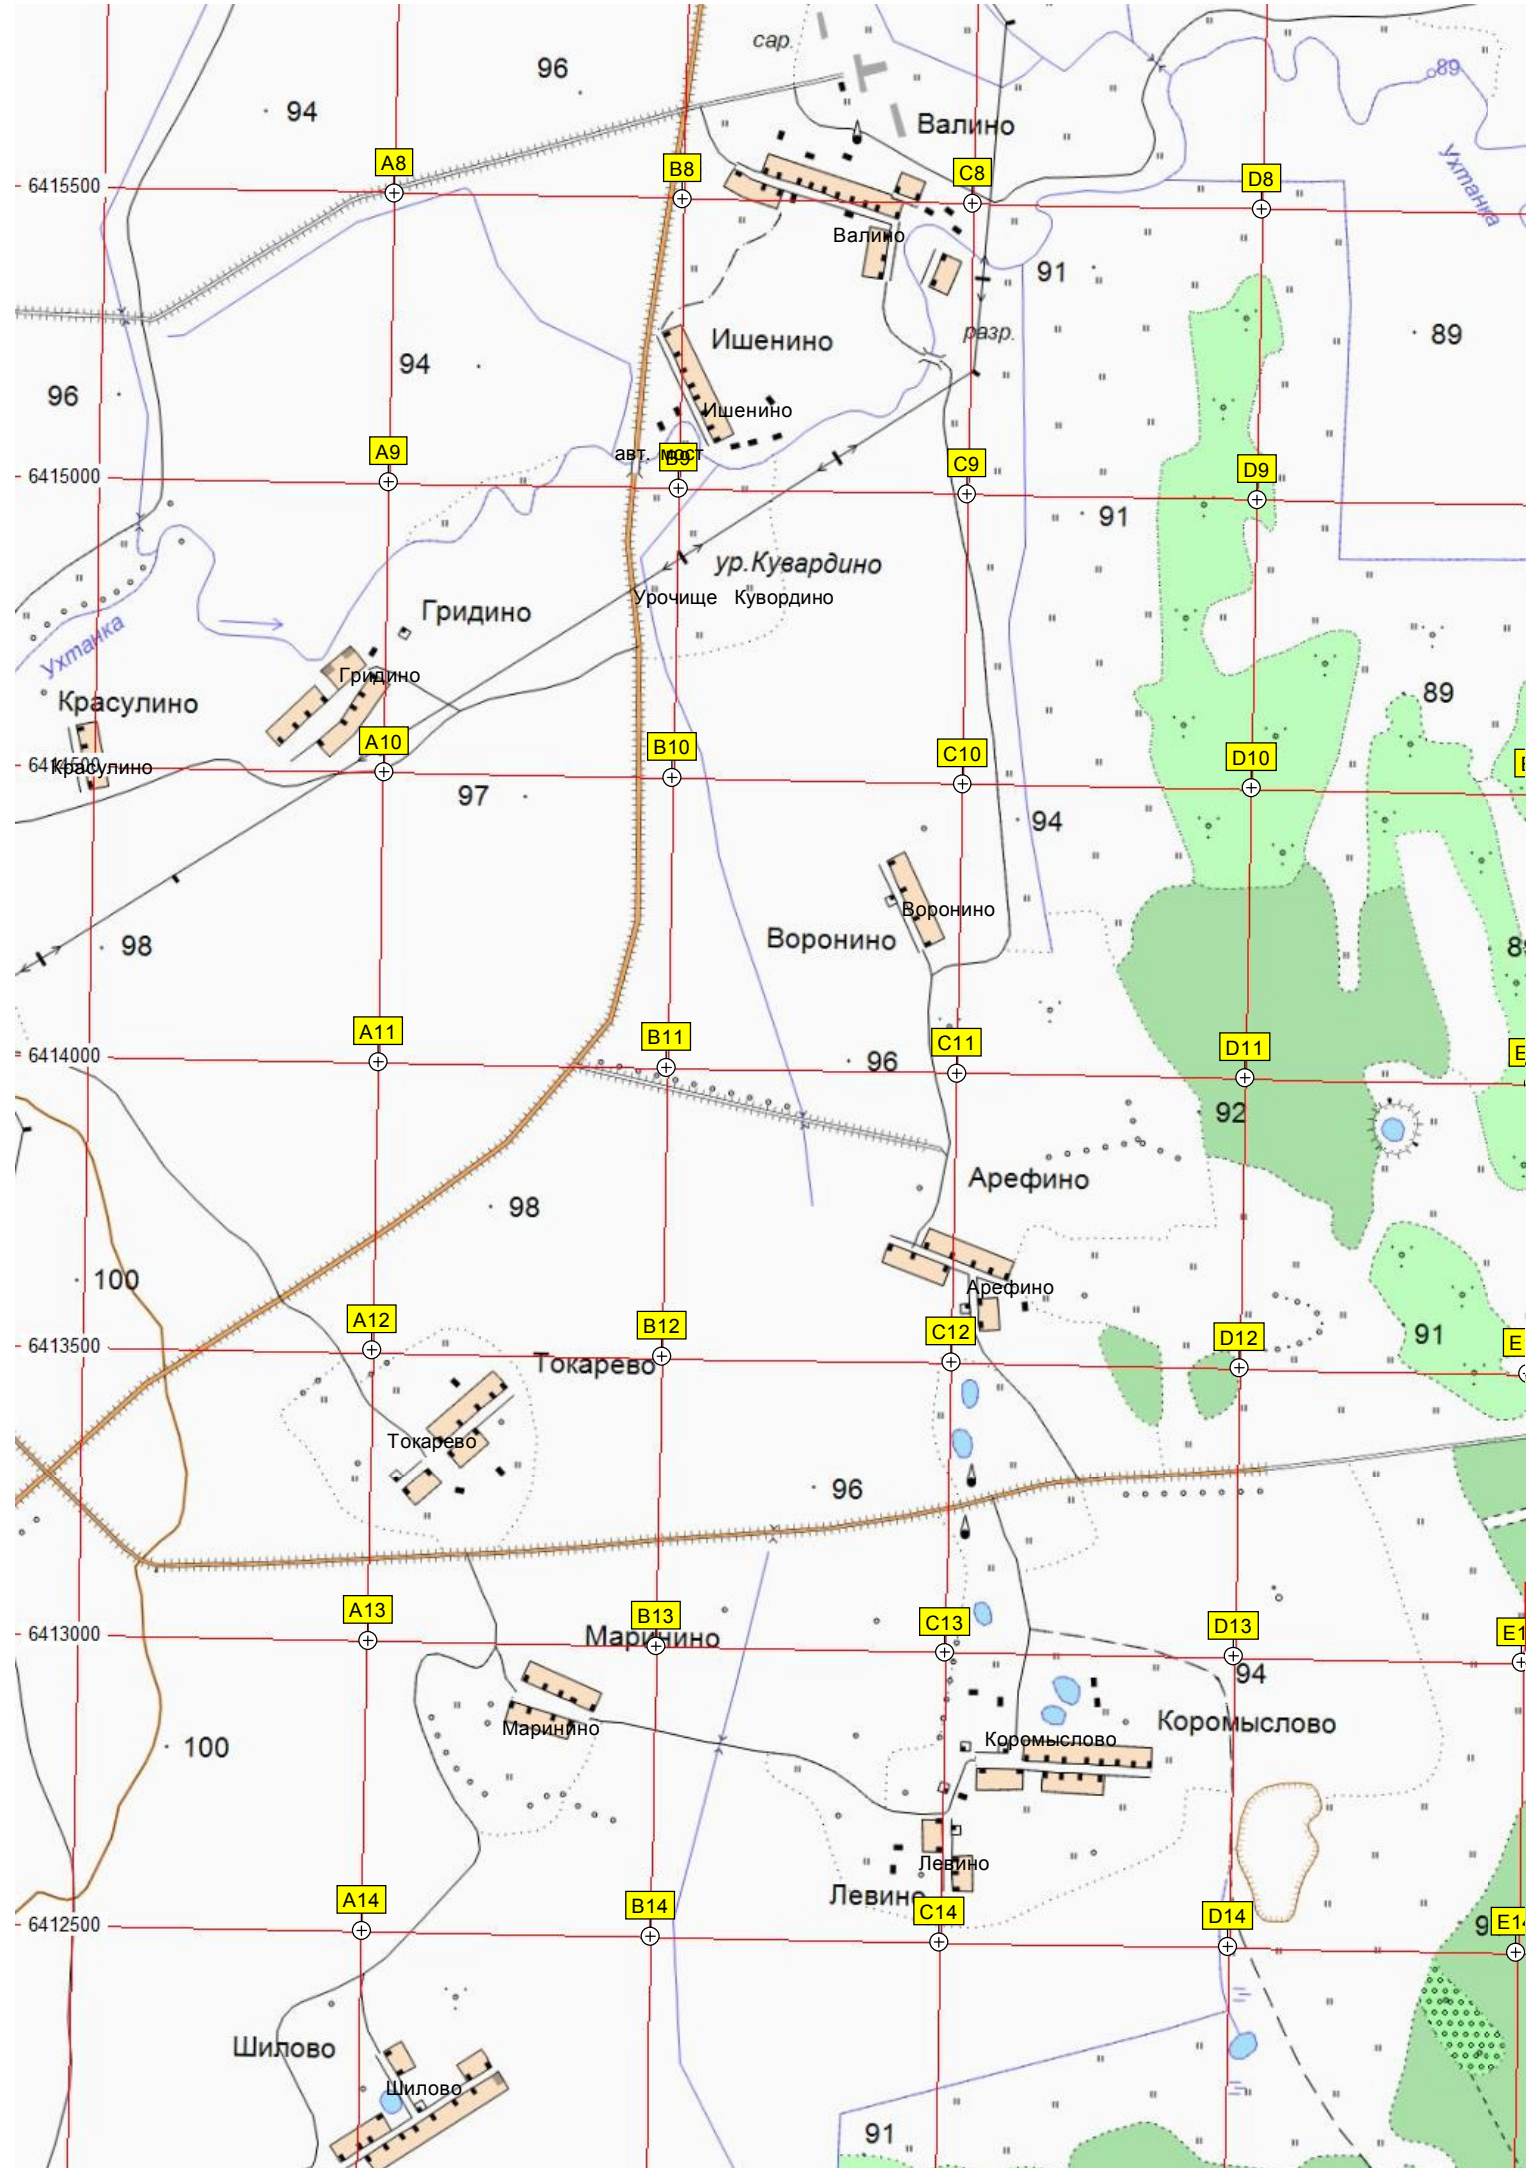 сар.
96
89
94
Валино
A8
B8
C8
D8
6415500
Ухтанка
Валино
91
разр.
Ишенино
89
94
96
Ишенино
A9
авт. мост
B9
C9
D9
6415000
91
ур.Кувардино
Урочище Кувордино
Гридино
Ухтанка
Гридино
Красулино
89
A10
B10
C10
D10
6414500
Красулино
97
94
Воронино
Воронино
98
A11
B11
C11
D11
6414000
96
92
Арефино
98
100
Арефино
A12
B12
C12
D12
6413500
91
Токарево
Токарево
96
A13
B13
C13
D13
6413000
Маринино
94
Маринино
Коромыслово
Коромыслово
100
Левино
Левино
A14
B14
C14
D14
E14
6412500
Шилово
Шилово
91